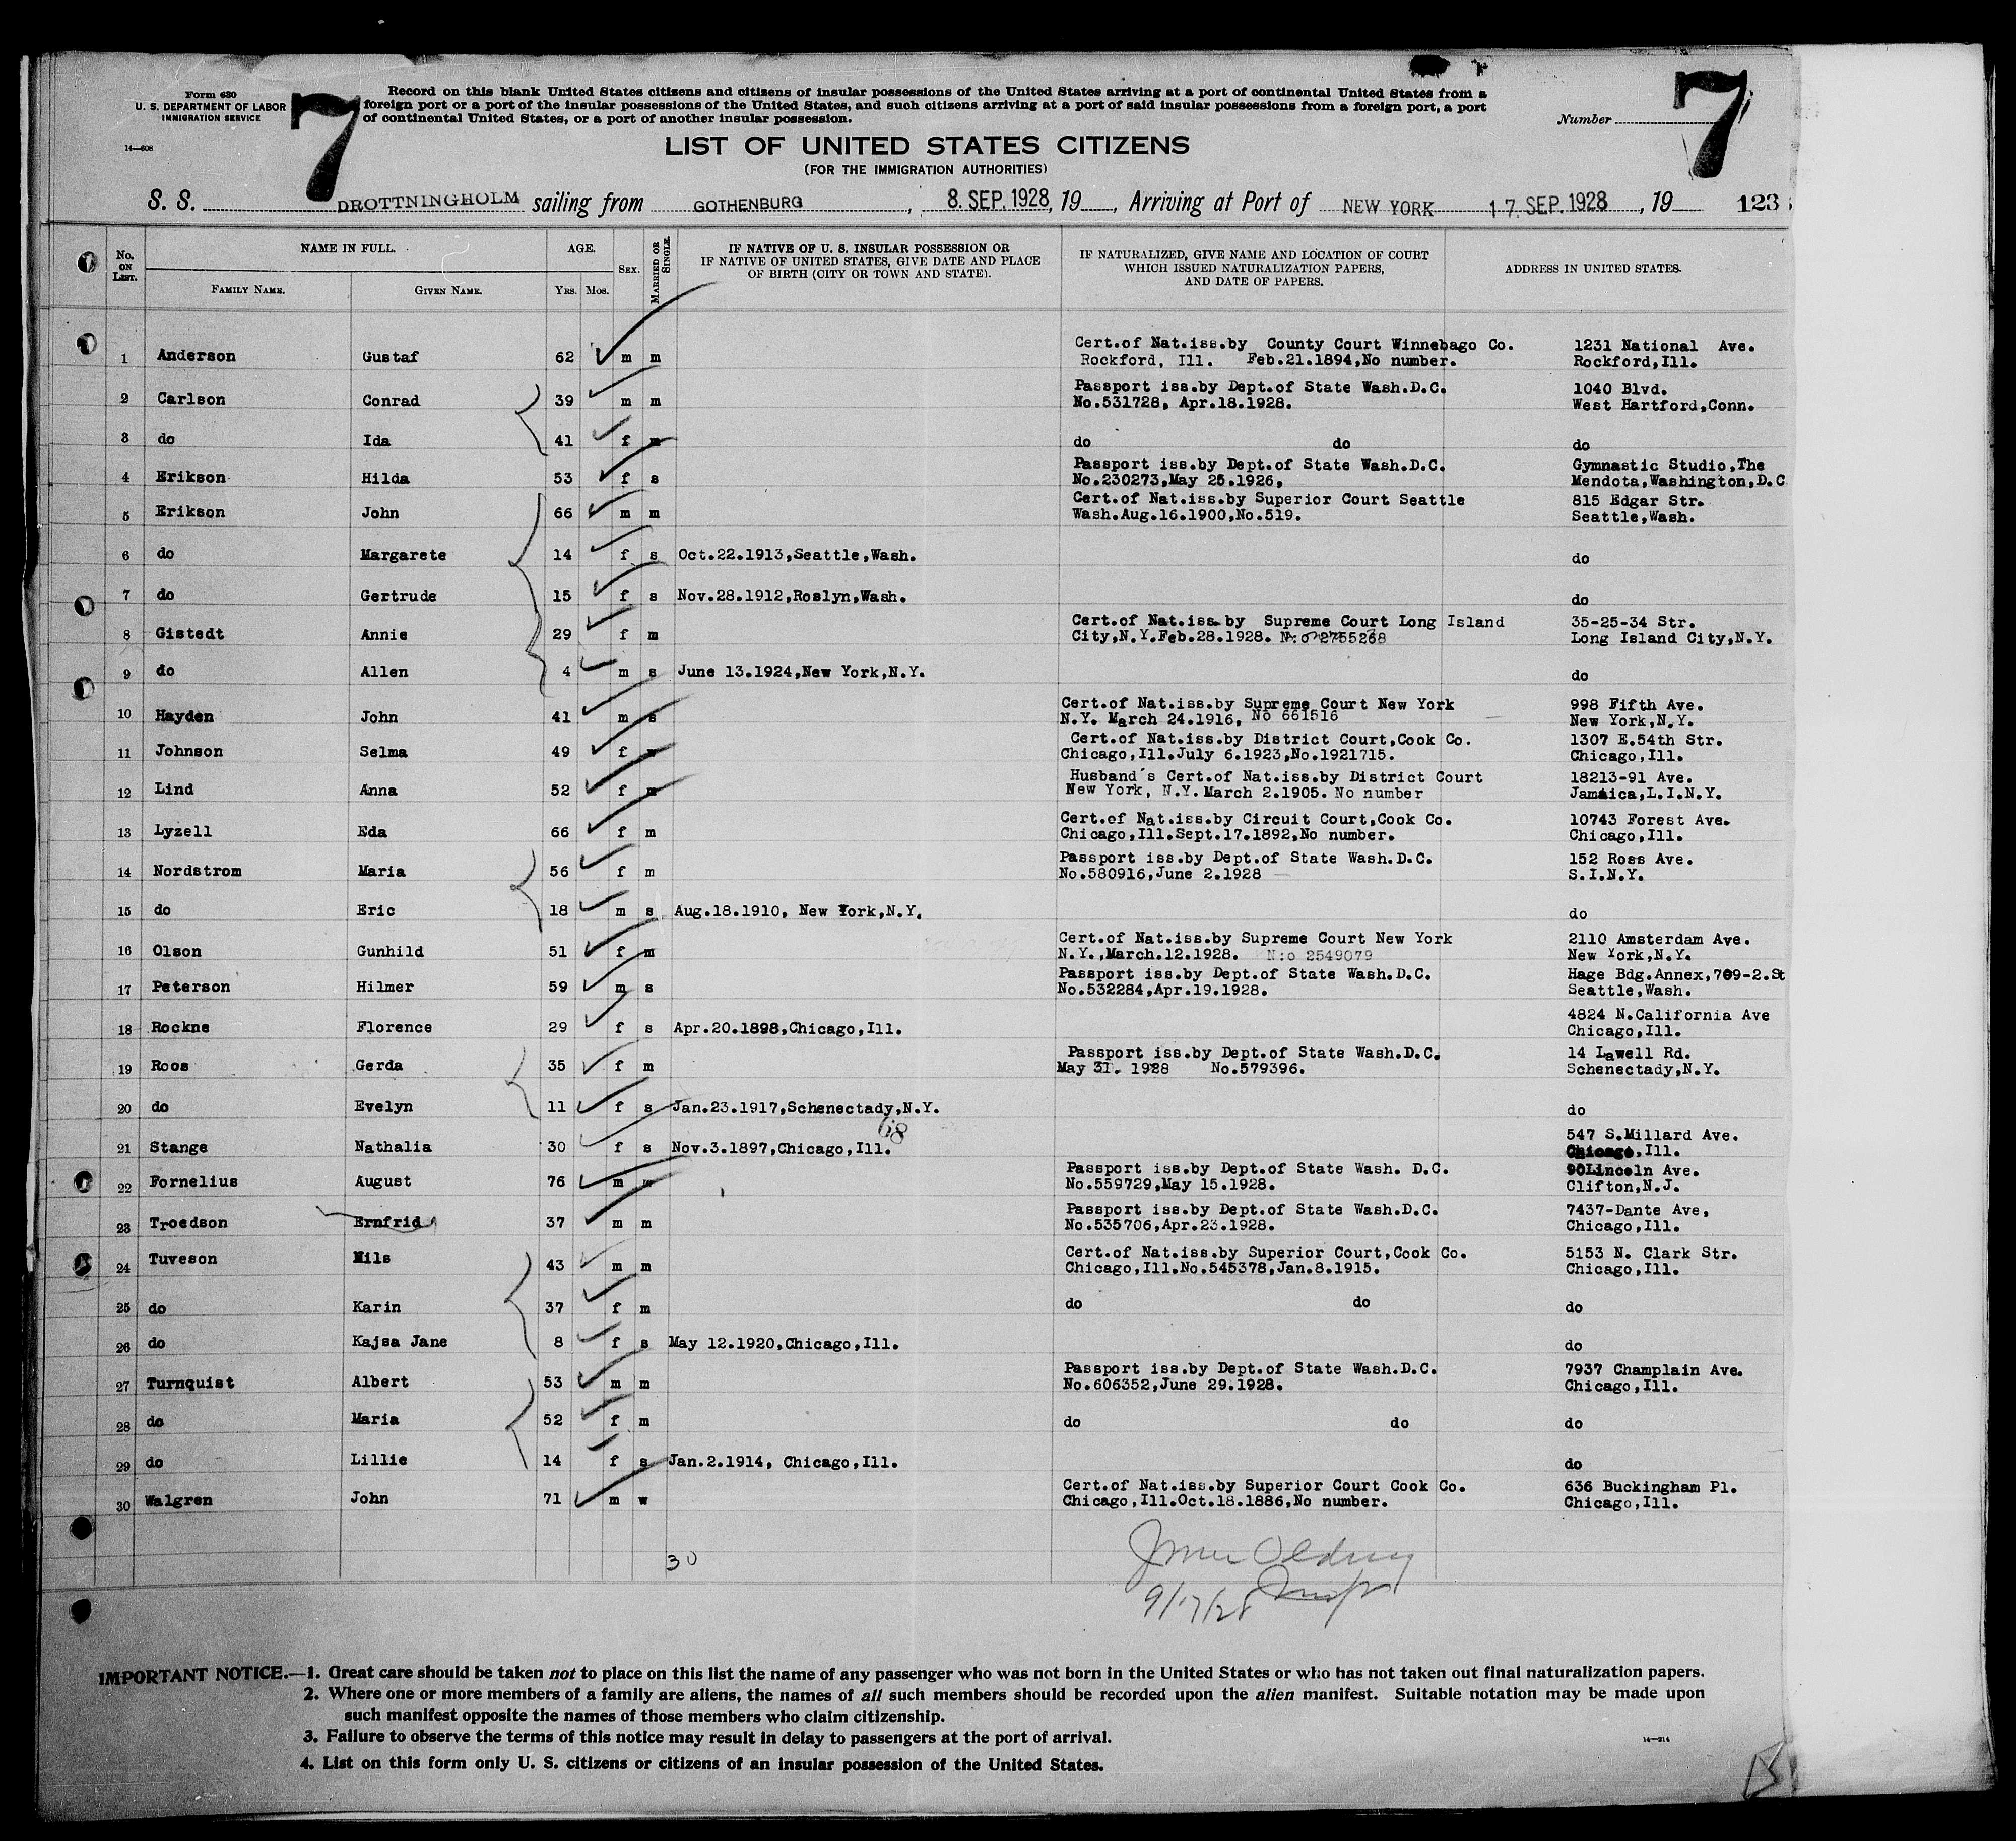 Form 630
U. S. DEPARTMENT OF LABOR
IMMIGRATION SERVICE
14—608
7
Record on this blank United States citizens and citizens of insular possessions of the United States arriving at a port of continental United States from a
foreign port or a port of the insular possessions of the United States, and such citizens arriving at a port of said insular possessions from a foreign port, a port
of continental United States, or a port of another insular possession.
Number 7
LIST OF UNITED STATES CITIZENS
(FOR THE IMMIGRATION AUTHORITIES)
S. S. DROTTNINGHOLM sailing from GOTHENBURG, 8. SEP. 1928, 19 , Arriving at Port of NEW YORK 17. SEP. 1928, 19 123
No. ON LIST.
NAME IN FULL.
FAMILY NAME. GIVEN NAME.
AGE.
YRS. MOS.
SEX.
MARRIED OR SINGLE.
IF NATIVE OF U. S. INSULAR POSSESSION OR
IF NATIVE OF UNITED STATES, GIVE DATE AND PLACE
OF BIRTH (CITY OR TOWN AND STATE).
IF NATURALIZED, GIVE NAME AND LOCATION OF COURT
WHICH ISSUED NATURALIZATION PAPERS,
AND DATE OF PAPERS.
ADDRESS IN UNITED STATES.
1 Anderson Gustaf 62 m m Cert.of Nat.iss.by County Court Winnebago Co. 1231 National Ave.
Rockford, Ill. Feb.21.1894,No number. Rockford,Ill.
2 Carlson Conrad 39 m m Passport iss.by Dept.of State Wash.D.C. 1040 Blvd.
No.531728, Apr.18.1928. West Hartford,Conn.
3 do Ida 41 f m do do do
4 Erikson Hilda 53 f s Passport iss.by Dept.of State Wash.D.C. Gymnastic Studio,The
No.230273,May 25.1926, Mendota,Washington,D.C
5 Erikson John 66 m m Cert.of Nat.iss.by Superior Court Seattle 815 Edgar Str.
Wash.Aug.16.1900,No.519. Seattle,Wash.
6 do Margarete 14 f s Oct.22.1913,Seattle,Wash. do
7 do Gertrude 15 f s Nov.28.1912,Roslyn,Wash. do
8 Gistedt Annie 29 f m Cert.of Nat.iss.by Supreme Court Long Island 35-25-34 Str.
City,N.Y.Feb.28.1928. N:o 2755268 Long Island City,N.Y.
9 do Allen 4 m s June 13.1924,New York,N.Y. do
10 Hayden John 41 m s Cert.of Nat.iss.by Supreme Court New York 998 Fifth Ave.
N.Y. March 24.1916, No 661516 New York,N.Y.
11 Johnson Selma 49 f Cert.of Nat.iss.by District Court,Cook Co. 1307 E.54th Str.
Chicago,Ill.July 6.1923,No.1921715. Chicago,Ill.
12 Lind Anna 52 f m Husband's Cert.of Nat.iss.by District Court 18213-91 Ave.
New York, N.Y. March 2.1905. No number Jamaica,L.I.N.Y.
13 Lyzell Eda 66 f m Cert.of Nat.iss.by Circuit Court,Cook Co. 10743 Forest Ave.
Chicago,Ill.Sept.17.1892,No number. Chicago,Ill.
14 Nordstrom Maria 56 f m Passport iss.by Dept.of State Wash.D.C. 152 Ross Ave.
No.580916,June 2.1928 S.I.N.Y.
15 do Eric 18 m s Aug.18.1910, New York,N.Y. do
16 Olson Gunhild 51 f m Cert.of Nat.iss.by Supreme Court New York 2110 Amsterdam Ave.
N.Y.,March.12.1928. N:o 2549079 New York,N.Y.
17 Peterson Hilmer 59 m s Passport iss.by Dept.of State Wash.D.C. Hage Bdg.Annex,709-2.St
No.532284,Apr.19.1928. Seattle,Wash.
18 Rockne Florence 29 f s Apr.20.1898,Chicago,Ill. 4824 N.California Ave
Chicago,Ill.
19 Roos Gerda 35 f m Passport iss.by Dept.of State Wash.D.C. 14 Lawell Rd.
May 31. 1928 No.579396. Schenectady,N.Y.
20 do Evelyn 11 f s Jan.23.1917,Schenectady,N.Y. do
68
21 Stange Nathalia 30 f s Nov.3.1897,Chicago,Ill. 547 S.Millard Ave.
Chicago,Ill.
22 Fornelius August 76 m Passport iss.by Dept.of State Wash. D.C. 90Lincoln Ave.
No.559729,May 15.1928. Clifton,N.J.
23 Troedson Ernfrid 37 m m Passport iss.by Dept.of State Wash.D.C. 7437-Dante Ave,
No.535706,Apr.23.1928. Chicago,Ill.
24 Tuveson Nils 43 m m Cert.of Nat.iss.by Superior Court,Cook Co. 5153 N. Clark Str.
Chicago,Ill.No.545378,Jan.8.1915. Chicago,Ill.
25 do Karin 37 f m do do do
26 do Kajsa Jane 8 f s May 12.1920,Chicago,Ill. do
27 Turnquist Albert 53 m m Passport iss.by Dept.of State Wash.D.C. 7937 Champlain Ave.
No.606352,June 29.1928. Chicago,Ill.
28 do Maria 52 f m do do do
29 do Lillie 14 f s Jan.2.1914, Chicago,Ill. do
30 Walgren John 71 m w Cert.of Nat.iss.by Superior Court Cook Co. 636 Buckingham Pl.
Chicago,Ill.Oct.18.1886,No number. Chicago,Ill.
30
9/17/28
IMPORTANT NOTICE.—1. Great care should be taken not to place on this list the name of any passenger who was not born in the United States or who has not taken out final naturalization papers.
2. Where one or more members of a family are aliens, the names of all such members should be recorded upon the alien manifest. Suitable notation may be made upon
such manifest opposite the names of those members who claim citizenship.
3. Failure to observe the terms of this notice may result in delay to passengers at the port of arrival.
4. List on this form only U. S. citizens or citizens of an insular possession of the United States.
14—214